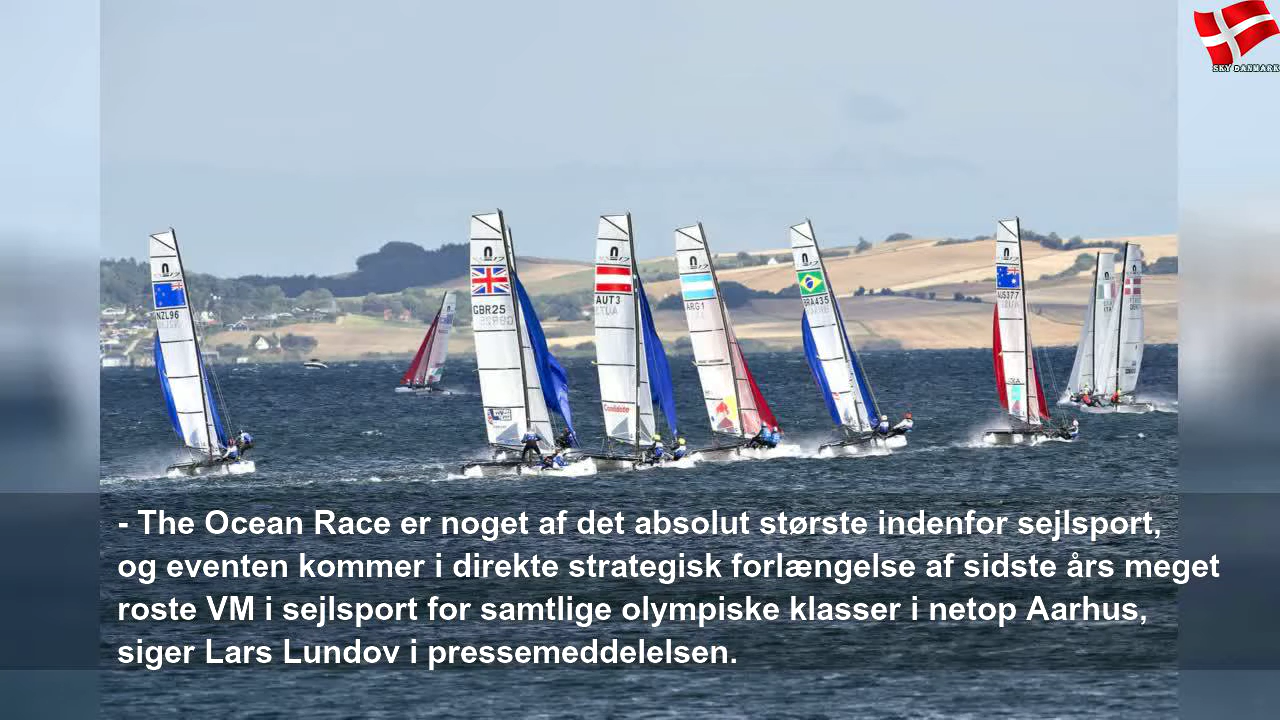 SKY DANMARK
NZL96
GBR25
AUT3
ARG1
BRA435
AUS377
- The Ocean Race er noget af det absolut største indenfor sejlsport,
og eventen kommer i direkte strategisk forlængelse af sidste års meget
roste VM i sejlsport for samtlige olympiske klasser i netop Aarhus,
siger Lars Lundov i pressemeddelelsen.